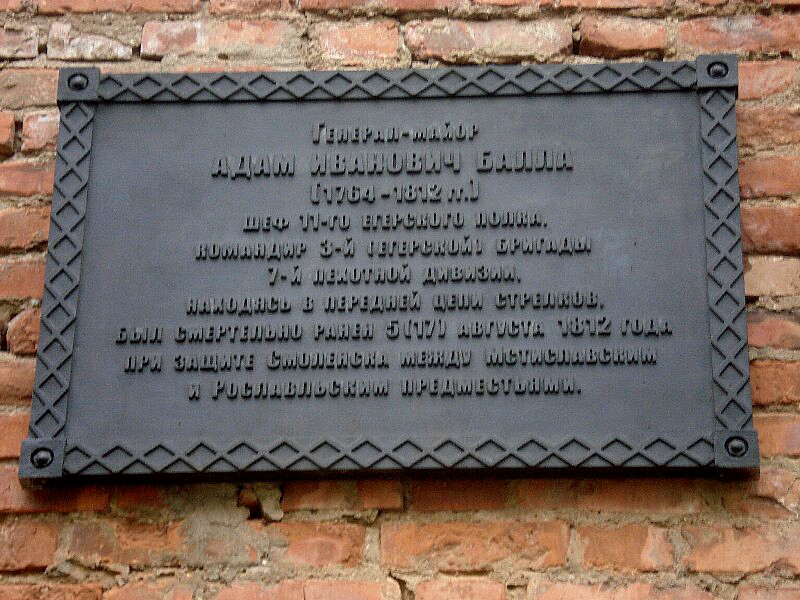 Генерал-майор
АДАМ ИВАНОВИЧ БАЛЛА
(1764-1812 гг.)
ШЕФ 11-ГО ЕГЕРСКОГО ПОЛКА,
КОМАНДИР 3-Й (ЕГЕРСКОЙ) БРИГАДЫ
7-Й ПЕХОТНОЙ ДИВИЗИИ,
НАХОДЯСЬ В ПЕРЕДНЕЙ ЦЕПИ СТРЕЛКОВ,
БЫЛ СМЕРТЕЛЬНО РАНЕН 5(17) АВГУСТА 1812 ГОДА
ПРИ ЗАЩИТЕ СМОЛЕНСКА МЕЖДУ МСТИСЛАВСКИМ
И РОСЛАВЛЬСКИМ ПРЕДМЕСТЬЯМИ.